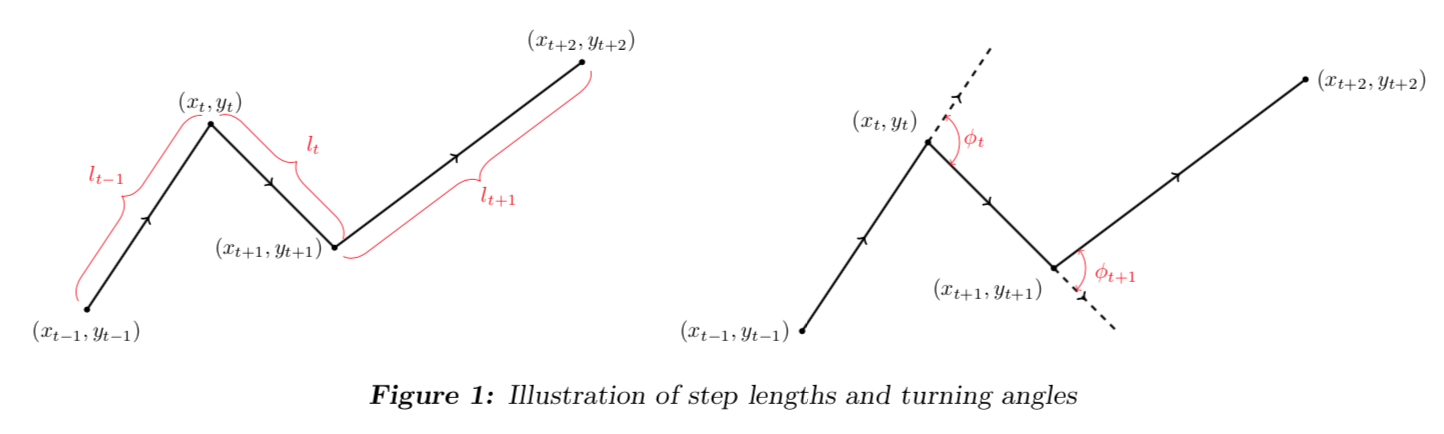 (x_{t+2}, y_{t+2})
(x_t, y_t)
l_t
l_{t−1}
l_{t+1}
(x_{t+1}, y_{t+1})
(x_{t−1}, y_{t−1})
(x_{t+2}, y_{t+2})
(x_t, y_t)
ϕ_t
ϕ_{t+1}
(x_{t+1}, y_{t+1})
(x_{t−1}, y_{t−1})
Figure 1: Illustration of step lengths and turning angles